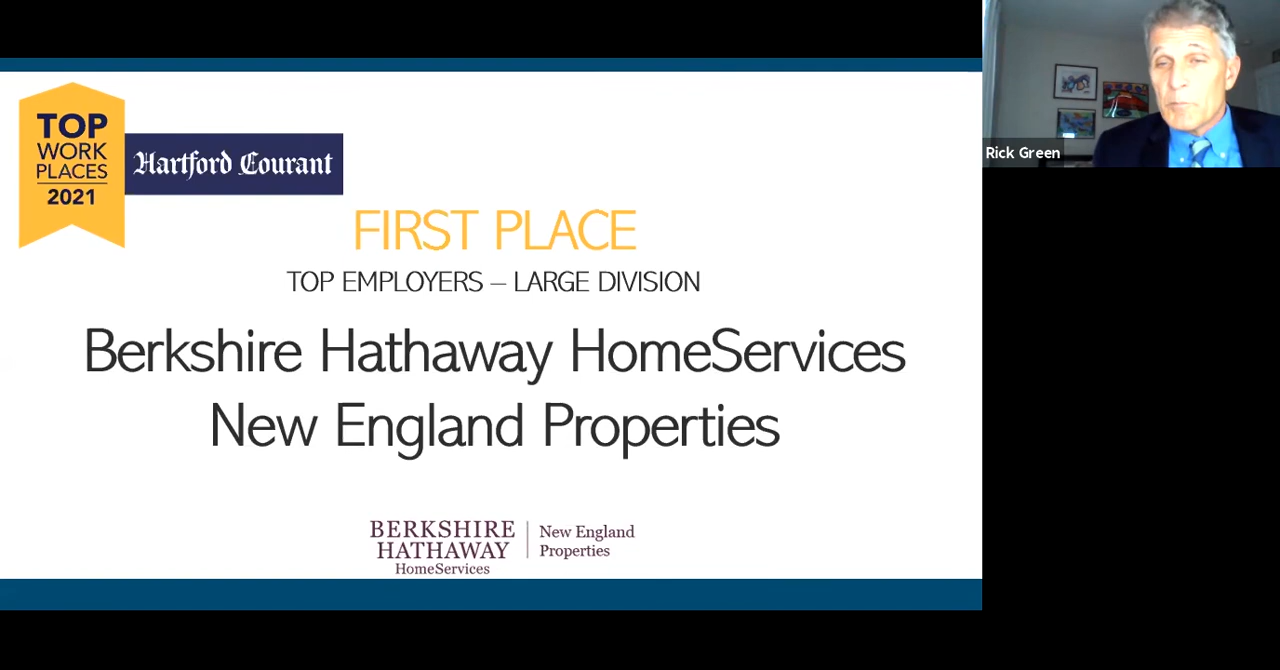 TOP
WORK
PLACES
2021
Hartford Courant
Rick Green
FIRST PLACE
TOP EMPLOYERS – LARGE DIVISION
Berkshire Hathaway HomeServices
New England Properties
BERKSHIRE
HATHAWAY
HomeServices
New England
Properties